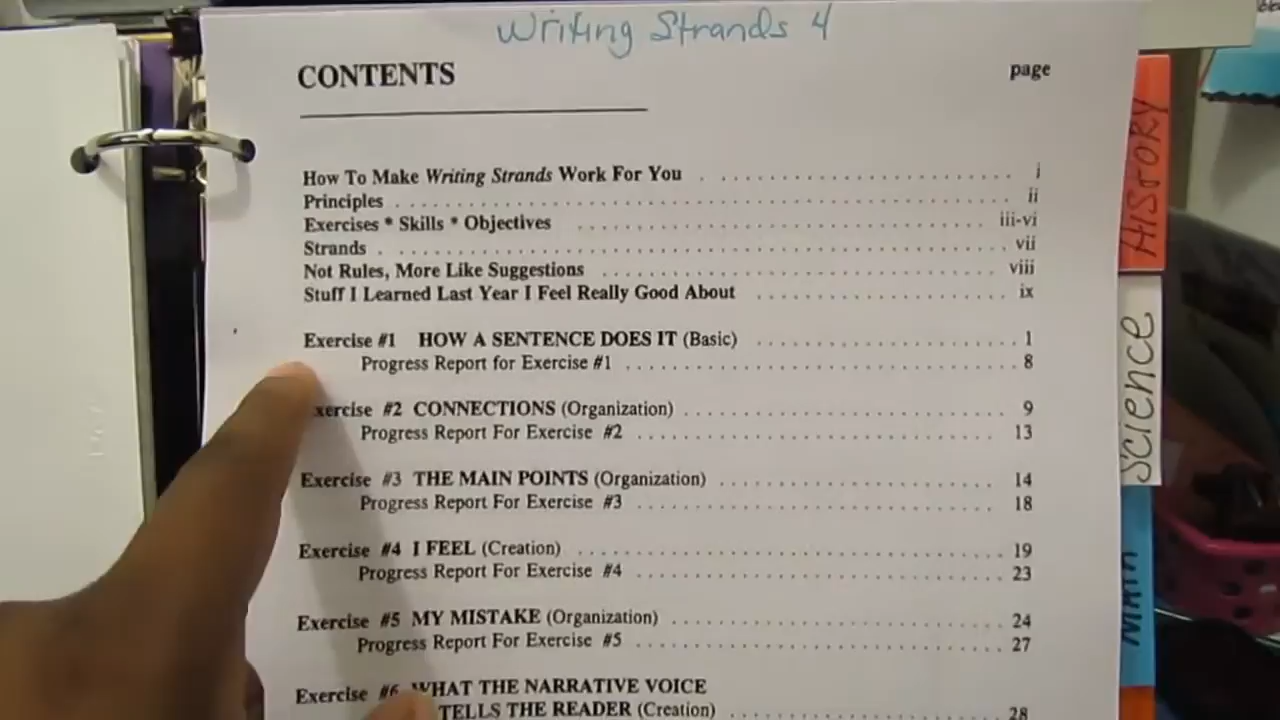 Writing Strands 4
CONTENTS page
How To Make Writing Strands Work For You . . . . . . . . . . . . . . . . . . . . . . i
Principles . . . . . . . . . . . . . . . . . . . . . . ii
Exercises * Skills * Objectives . . . . . . . . . . . . . . . . . . . . . . iii-vi
Strands . . . . . . . . . . . . . . . . . . . . . . vii
Not Rules, More Like Suggestions . . . . . . . . . . . . . . . . . . . . . . viii
Stuff I Learned Last Year I Feel Really Good About . . . . . . . . . . . . . . . . . . ix
Exercise #1 HOW A SENTENCE DOES IT (Basic) . . . . . . . . . . . . . . . . . . 1
Progress Report for Exercise #1 . . . . . . . . . . . . . . . . . . . . . . 8
Exercise #2 CONNECTIONS (Organization) . . . . . . . . . . . . . . . . . . . . . . 9
Progress Report For Exercise #2 . . . . . . . . . . . . . . . . . . . . . . 13
Exercise #3 THE MAIN POINTS (Organization) . . . . . . . . . . . . . . . . . . . . 14
Progress Report For Exercise #3 . . . . . . . . . . . . . . . . . . . . . . 18
Exercise #4 I FEEL (Creation) . . . . . . . . . . . . . . . . . . . . . . 19
Progress Report For Exercise #4 . . . . . . . . . . . . . . . . . . . . . . 23
Exercise #5 MY MISTAKE (Organization) . . . . . . . . . . . . . . . . . . . . . . 24
Progress Report For Exercise #5 . . . . . . . . . . . . . . . . . . . . . . 27
Exercise #6 WHAT THE NARRATIVE VOICE
TELLS THE READER (Creation) . . . . . . . . . . . . . . . . . . 28
HISTORY
SCIENCE
MATH